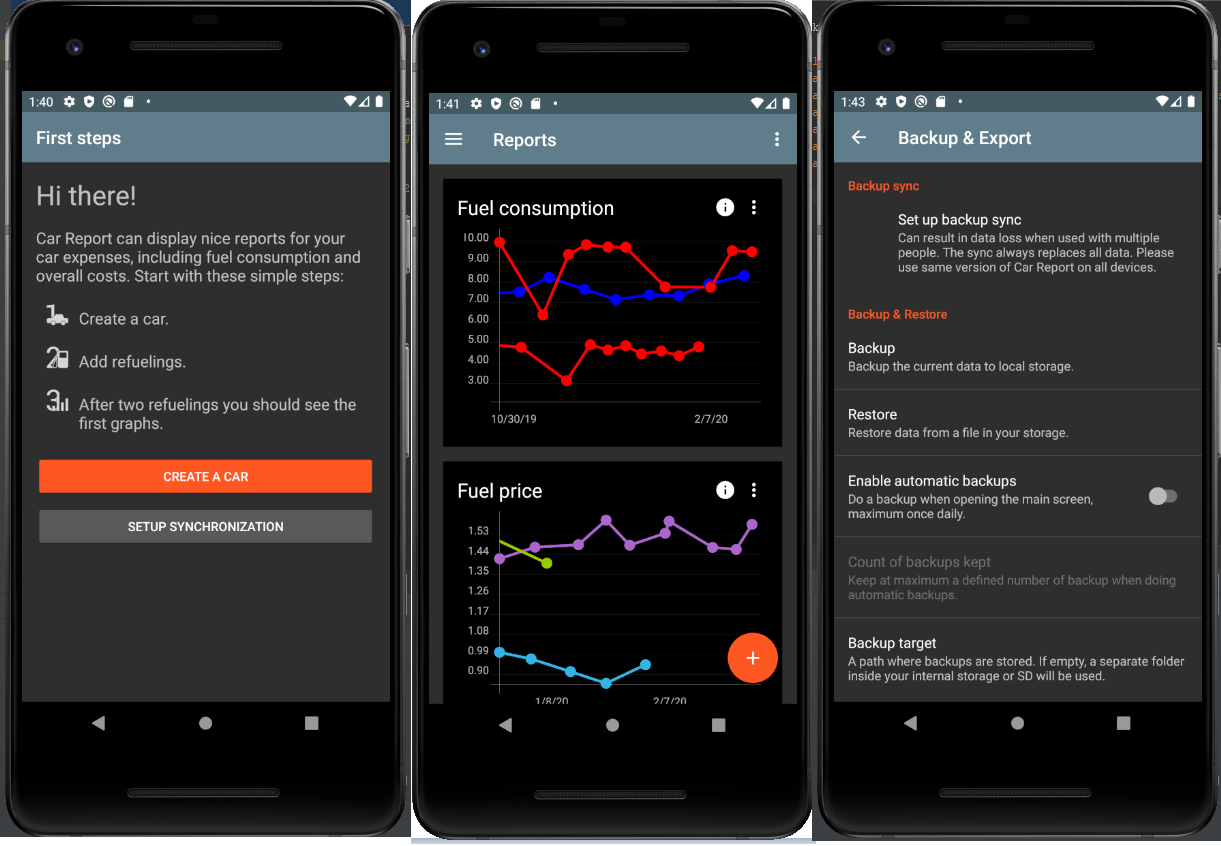 1:40
First steps
Hi there!
Car Report can display nice reports for your
car expenses, including fuel consumption and
overall costs. Start with these simple steps:
1 Create a car.
2 Add refuelings.
3 After two refuelings you should see the
first graphs.
CREATE A CAR
SETUP SYNCHRONIZATION
1:41
Reports
Fuel consumption
10.00
9.00
8.00
7.00
6.00
5.00
4.00
3.00
10/30/19 2/7/20
Fuel price
1.53
1.44
1.35
1.26
1.17
1.08
0.99
0.90
1/8/20 2/7/20
1:43
Backup & Export
Backup sync
Set up backup sync
Can result in data loss when used with multiple
people. The sync always replaces all data. Please
use same version of Car Report on all devices.
Backup & Restore
Backup
Backup the current data to local storage.
Restore
Restore data from a file in your storage.
Enable automatic backups
Do a backup when opening the main screen,
maximum once daily.
Count of backups kept
Keep at maximum a defined number of backup when doing
automatic backups.
Backup target
A path where backups are stored. If empty, a separate folder
inside your internal storage or SD will be used.